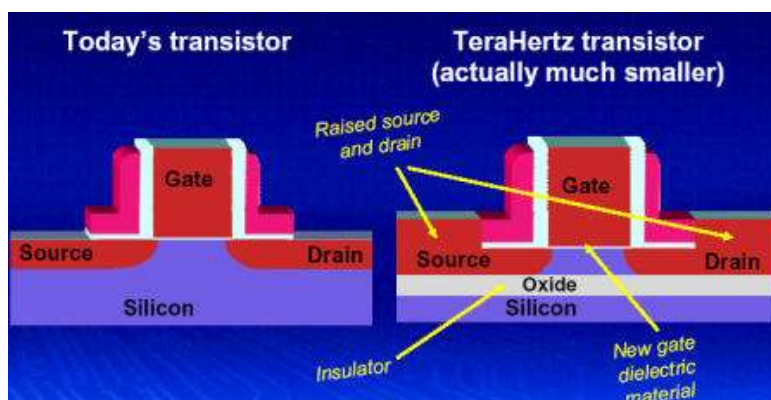 Today's transistor
TeraHertz transistor
(actually much smaller)
Raised source
and drain
Gate
Source
Drain
Silicon
Gate
Source
Drain
Oxide
Silicon
Insulator
New gate
dielectric
material